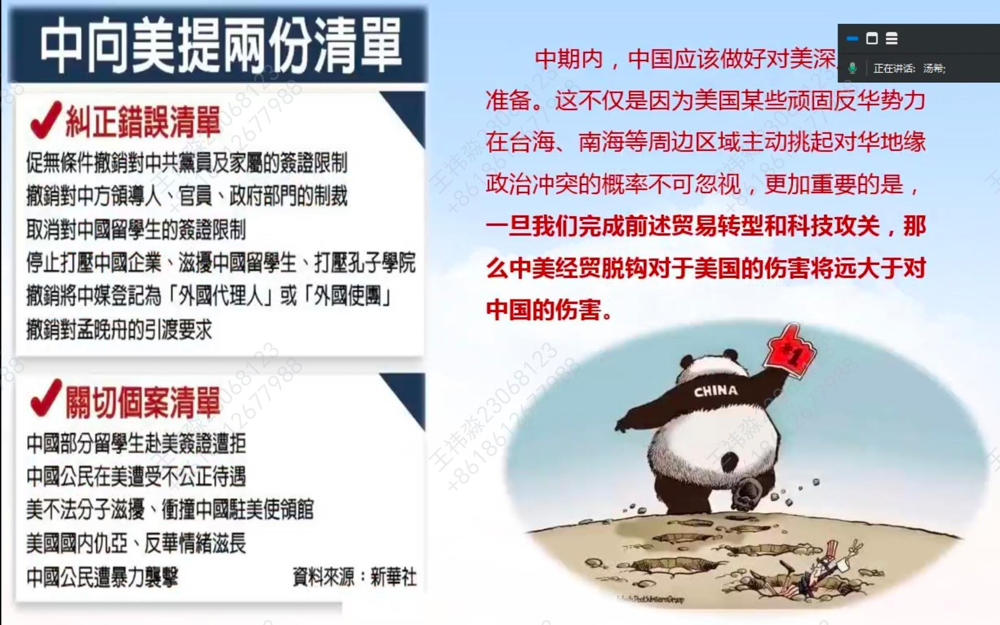 中向美提兩份清單
糾正錯誤清單
促無條件撤銷對中共黨員及家屬的簽證限制
撤銷對中方領導人、官員、政府部門的制裁
取消對中國留學生的簽證限制
停止打壓中國企業、滋擾中國留學生、打壓孔子學院
撤銷將中媒登記為「外國代理人」或「外國使團」
撤銷對孟晚舟的引渡要求
關切個案清單
中國部分留學生赴美簽證遭拒
中國公民在美遭受不公正待遇
美不法分子滋擾、衝撞中國駐美使領館
美國國內仇亞、反華情緒滋長
中國公民遭暴力襲擊
資料來源：新華社
中期内，中国应该做好对美深
准备。这不仅是因为美国某些顽固反华势力
在台海、南海等周边区域主动挑起对华地缘
政治冲突的概率不可忽视，更加重要的是，
一旦我们完成前述贸易转型和科技攻关，那
么中美经贸脱钩对于美国的伤害将远大于对
中国的伤害。
正在讲话: 汤希;
#1
CHINA
王祎淼23068123
+8618612677988